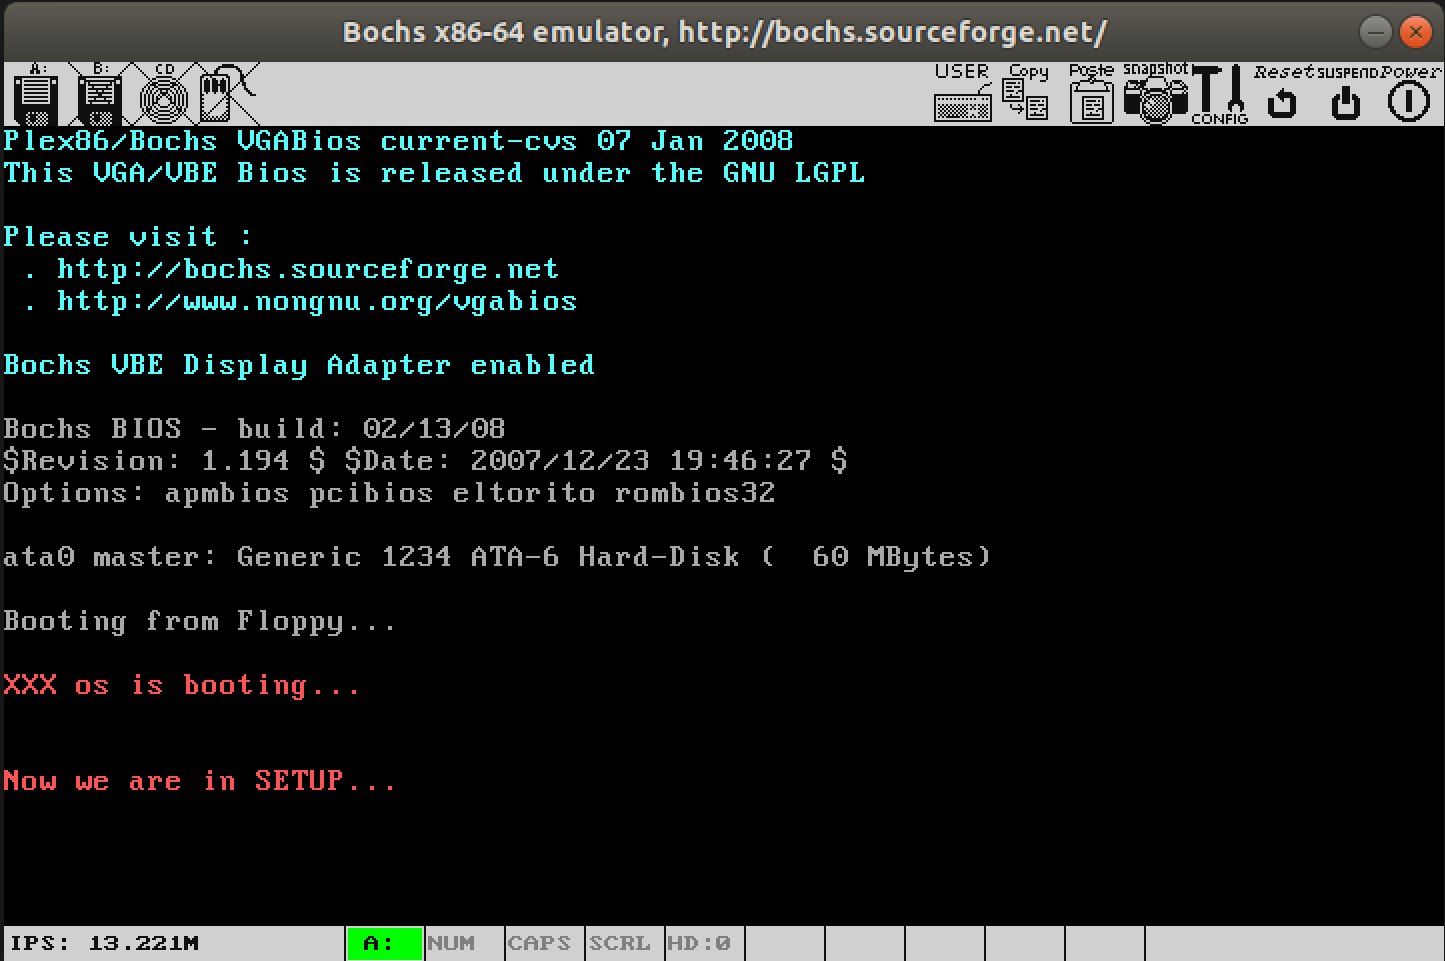 Bochs x86-64 emulator, http://bochs.sourceforge.net/
A: B: CD USER Copy Paste snapshot CONFIG Reset SUSPEND Power
Plex86/Bochs VGABios current-cvs 07 Jan 2008
This VGA/VBE Bios is released under the GNU LGPL
Please visit :
. http://bochs.sourceforge.net
. http://www.nongnu.org/vgabios
Bochs VBE Display Adapter enabled
Bochs BIOS - build: 02/13/08
$Revision: 1.194 $ $Date: 2007/12/23 19:46:27 $
Options: apmbios pcibios eltorito rombios32
ata0 master: Generic 1234 ATA-6 Hard-Disk (  60 MBytes)
Booting from Floppy...
XXX os is booting...
Now we are in SETUP...
IPS: 13.221M A: NUM CAPS SCRL HD:0